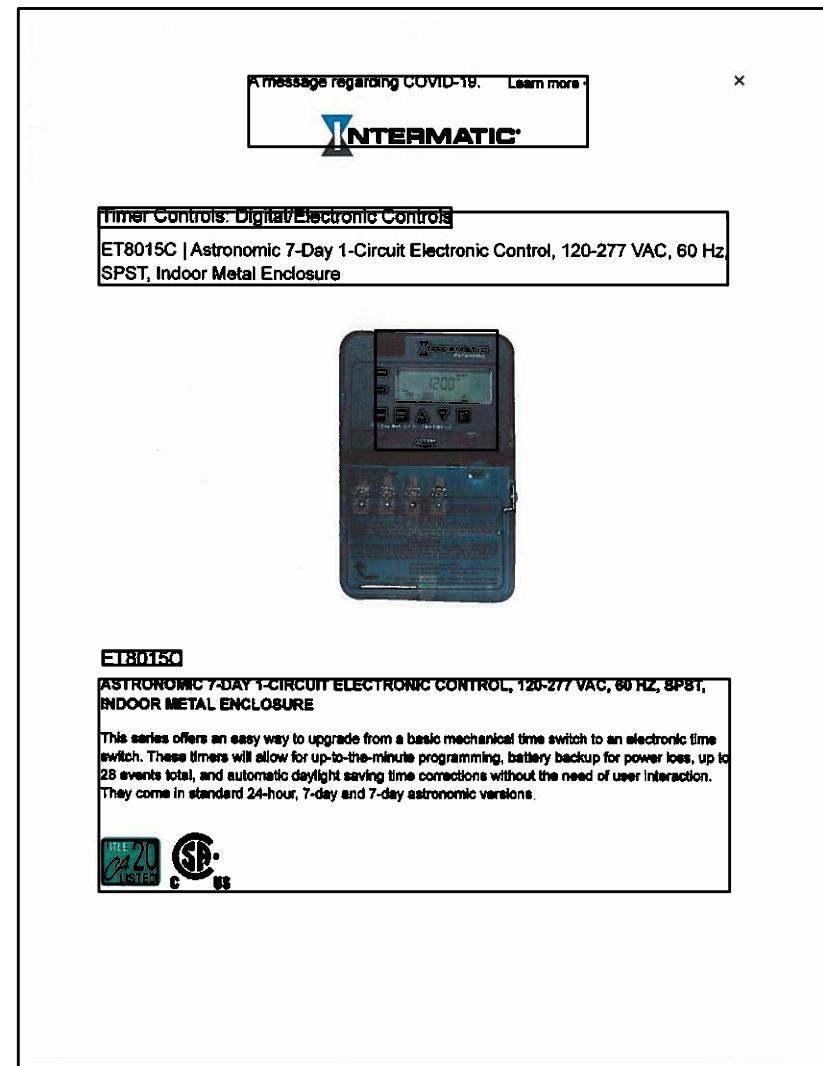 A message regarding COVID-19. Learn more
×
INTERMATIC
Timer Controls: Digital/Electronic Controls
ET8015C | Astronomic 7-Day 1-Circuit Electronic Control, 120-277 VAC, 60 Hz,
SPST, Indoor Metal Enclosure
INTERMATIC
1200
ET8015C
ASTRONOMIC 7-DAY 1-CIRCUIT ELECTRONIC CONTROL, 120-277 VAC, 60 HZ, SPST,
INDOOR METAL ENCLOSURE
This series offers an easy way to upgrade from a basic mechanical time switch to an electronic time
switch. These timers will allow for up-to-the-minute programming, battery backup for power loss, up to
28 events total, and automatic daylight saving time corrections without the need of user interaction.
They come in standard 24-hour, 7-day and 7-day astronomic versions.
TITLE
CA 20
LISTED
SA
C US